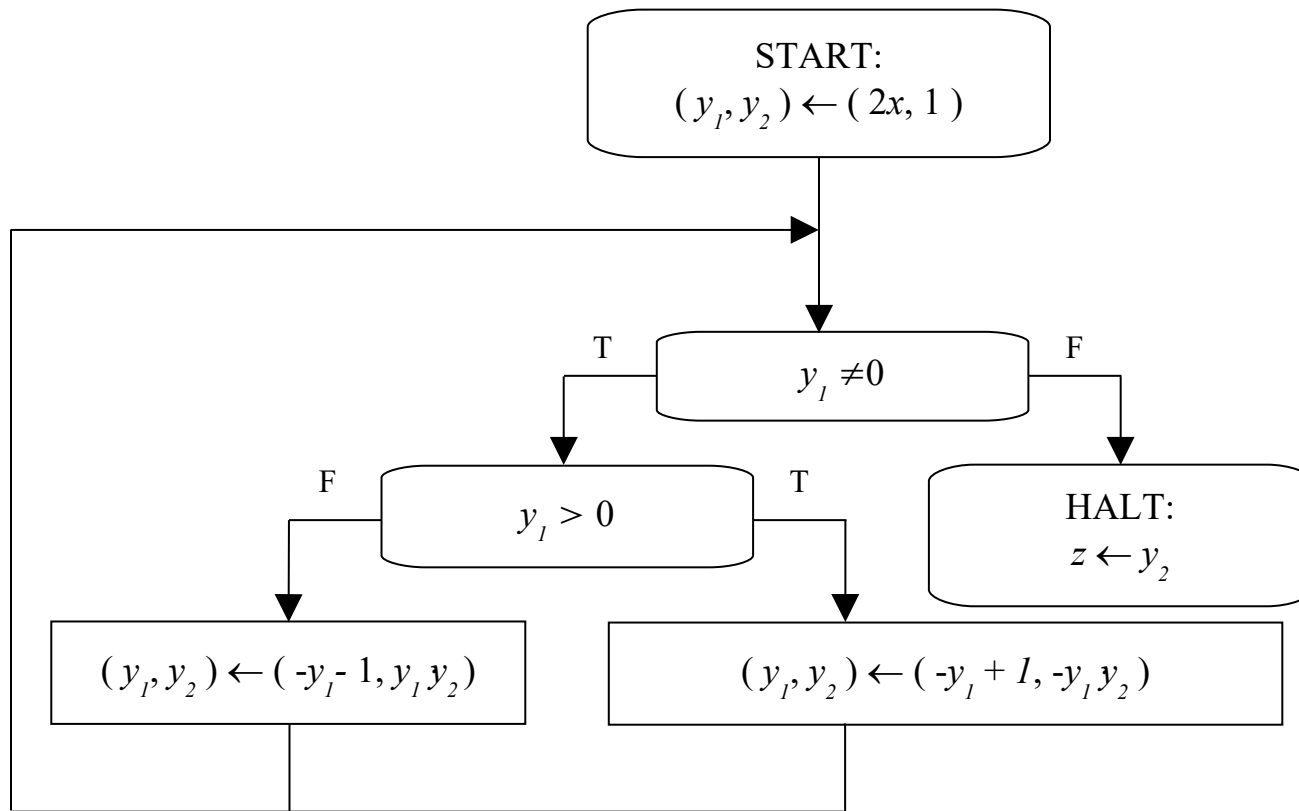 START:
( y₁, y₂ ) ← ( 2x, 1 )
T
F
y₁ ≠0
F
T
y₁ > 0
HALT:
z ← y₂
( y₁, y₂ ) ← ( -y₁- 1, y₁ y₂)
( y₁, y₂ ) ← ( -y₁ + 1, -y₁ y₂)